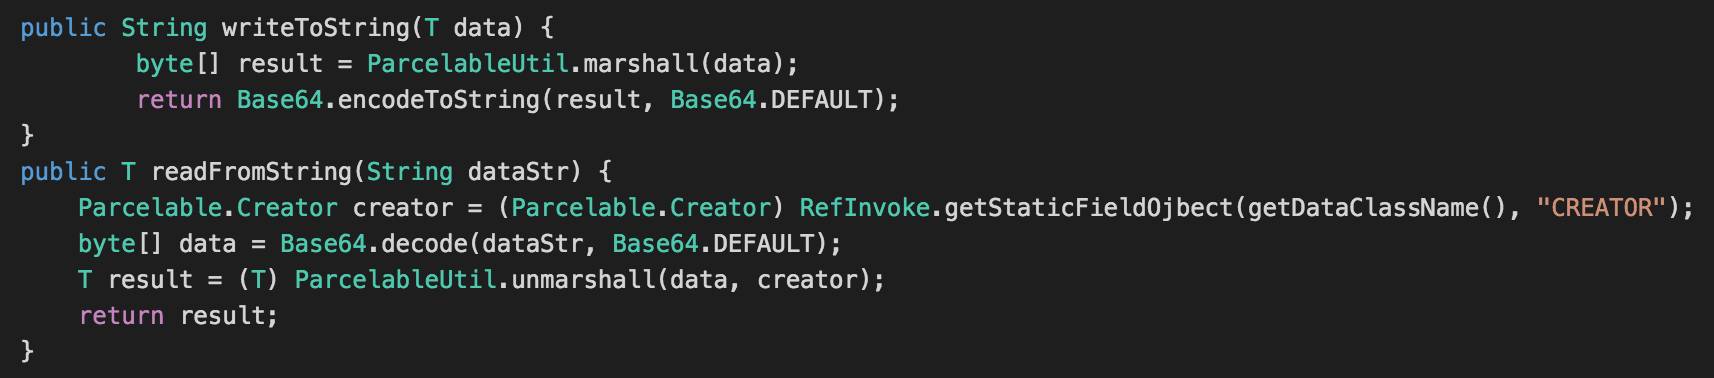 public String writeToString(T data) {
        byte[] result = ParcelableUtil.marshall(data);
        return Base64.encodeToString(result, Base64.DEFAULT);
}
public T readFromString(String dataStr) {
    Parcelable.Creator creator = (Parcelable.Creator) RefInvoke.getStaticFieldOjbect(getDataClassName(), "CREATOR");
    byte[] data = Base64.decode(dataStr, Base64.DEFAULT);
    T result = (T) ParcelableUtil.unmarshall(data, creator);
    return result;
}